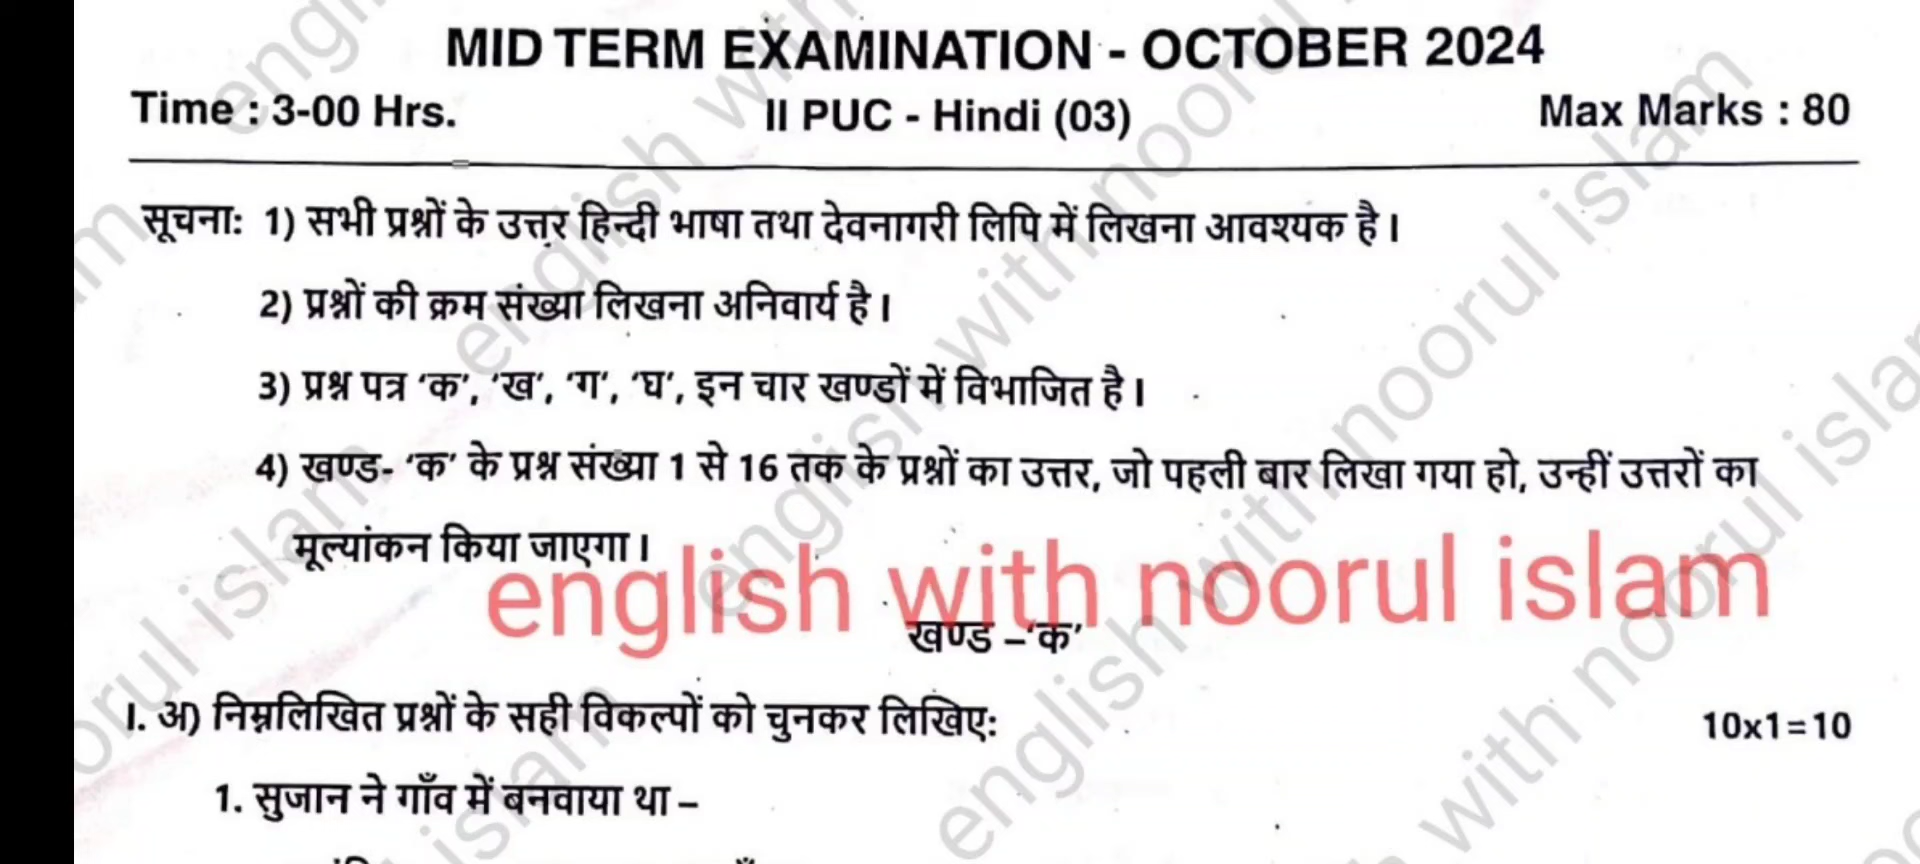 MID TERM EXAMINATION - OCTOBER 2024
Time : 3-00 Hrs. II PUC - Hindi (03) Max Marks : 80
सूचना: 1) सभी प्रश्नों के उत्तर हिन्दी भाषा तथा देवनागरी लिपि में लिखना आवश्यक है।
2) प्रश्नों की क्रम संख्या लिखना अनिवार्य है।
3) प्रश्न पत्र ‘क’, ‘ख’, ‘ग’, ‘घ’, इन चार खण्डों में विभाजित है।
4) खण्ड- ‘क’ के प्रश्न संख्या 1 से 16 तक के प्रश्नों का उत्तर, जो पहली बार लिखा गया हो, उन्हीं उत्तरों का
मूल्यांकन किया जाएगा।
english with noorul islam
खण्ड –‘क’
I. अ) निम्नलिखित प्रश्नों के सही विकल्पों को चुनकर लिखिए: 10x1=10
1. सुजान ने गाँव में बनवाया था –